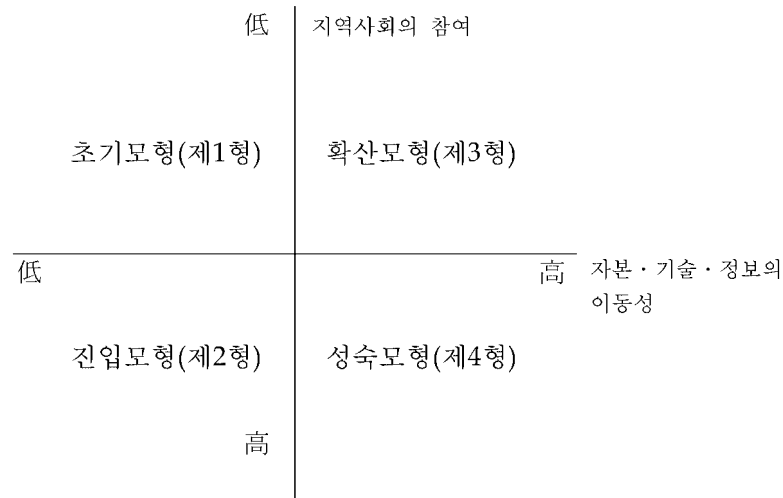 低 지역사회의 참여
초기모형(제1형) 확산모형(제3형)
低 高 자본·기술·정보의
이동성
진입모형(제2형) 성숙모형(제4형)
高